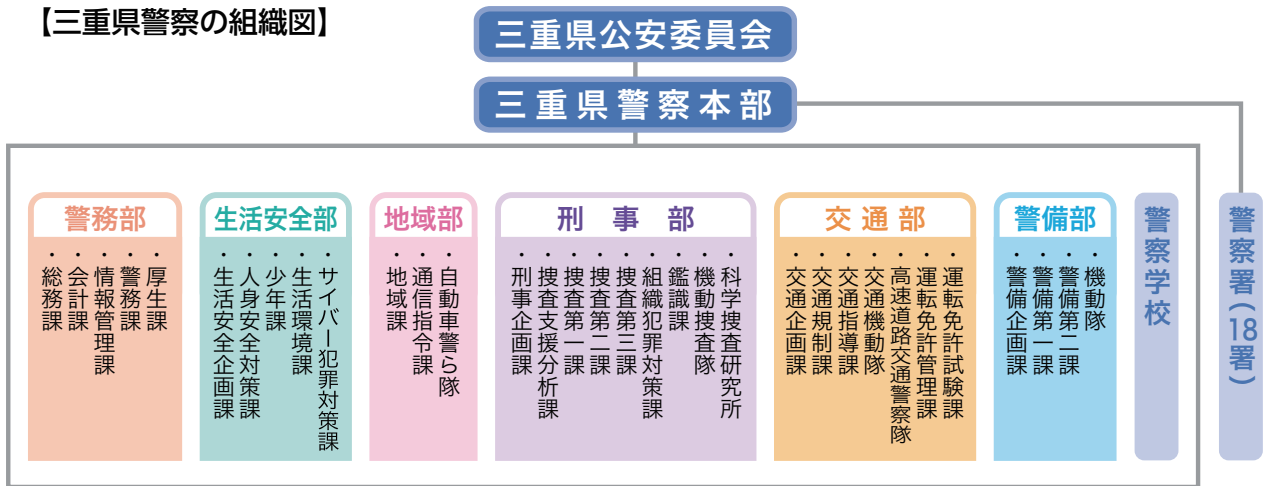 【三重県警察の組織図】
三重県公安委員会
三重県警察本部
警務部
・総務課
・会計課
・情報管理課
・警務課
・厚生課
生活安全部
・生活安全企画課
・人身安全対策課
・少年課
・生活環境課
・サイバー犯罪対策課
地域部
・地域課
・通信指令課
・自動車警ら隊
刑事部
・刑事企画課
・捜査支援分析課
・捜査第一課
・捜査第二課
・捜査第三課
・組織犯罪対策課
・鑑識課
・機動捜査隊
・科学捜査研究所
交通部
・交通企画課
・交通規制課
・交通指導課
・交通機動隊
・高速道路交通警察隊
・運転免許管理課
・運転免許試験課
警備部
・警備企画課
・警備第一課
・警備第二課
・機動隊
警察学校
警察署(18署)